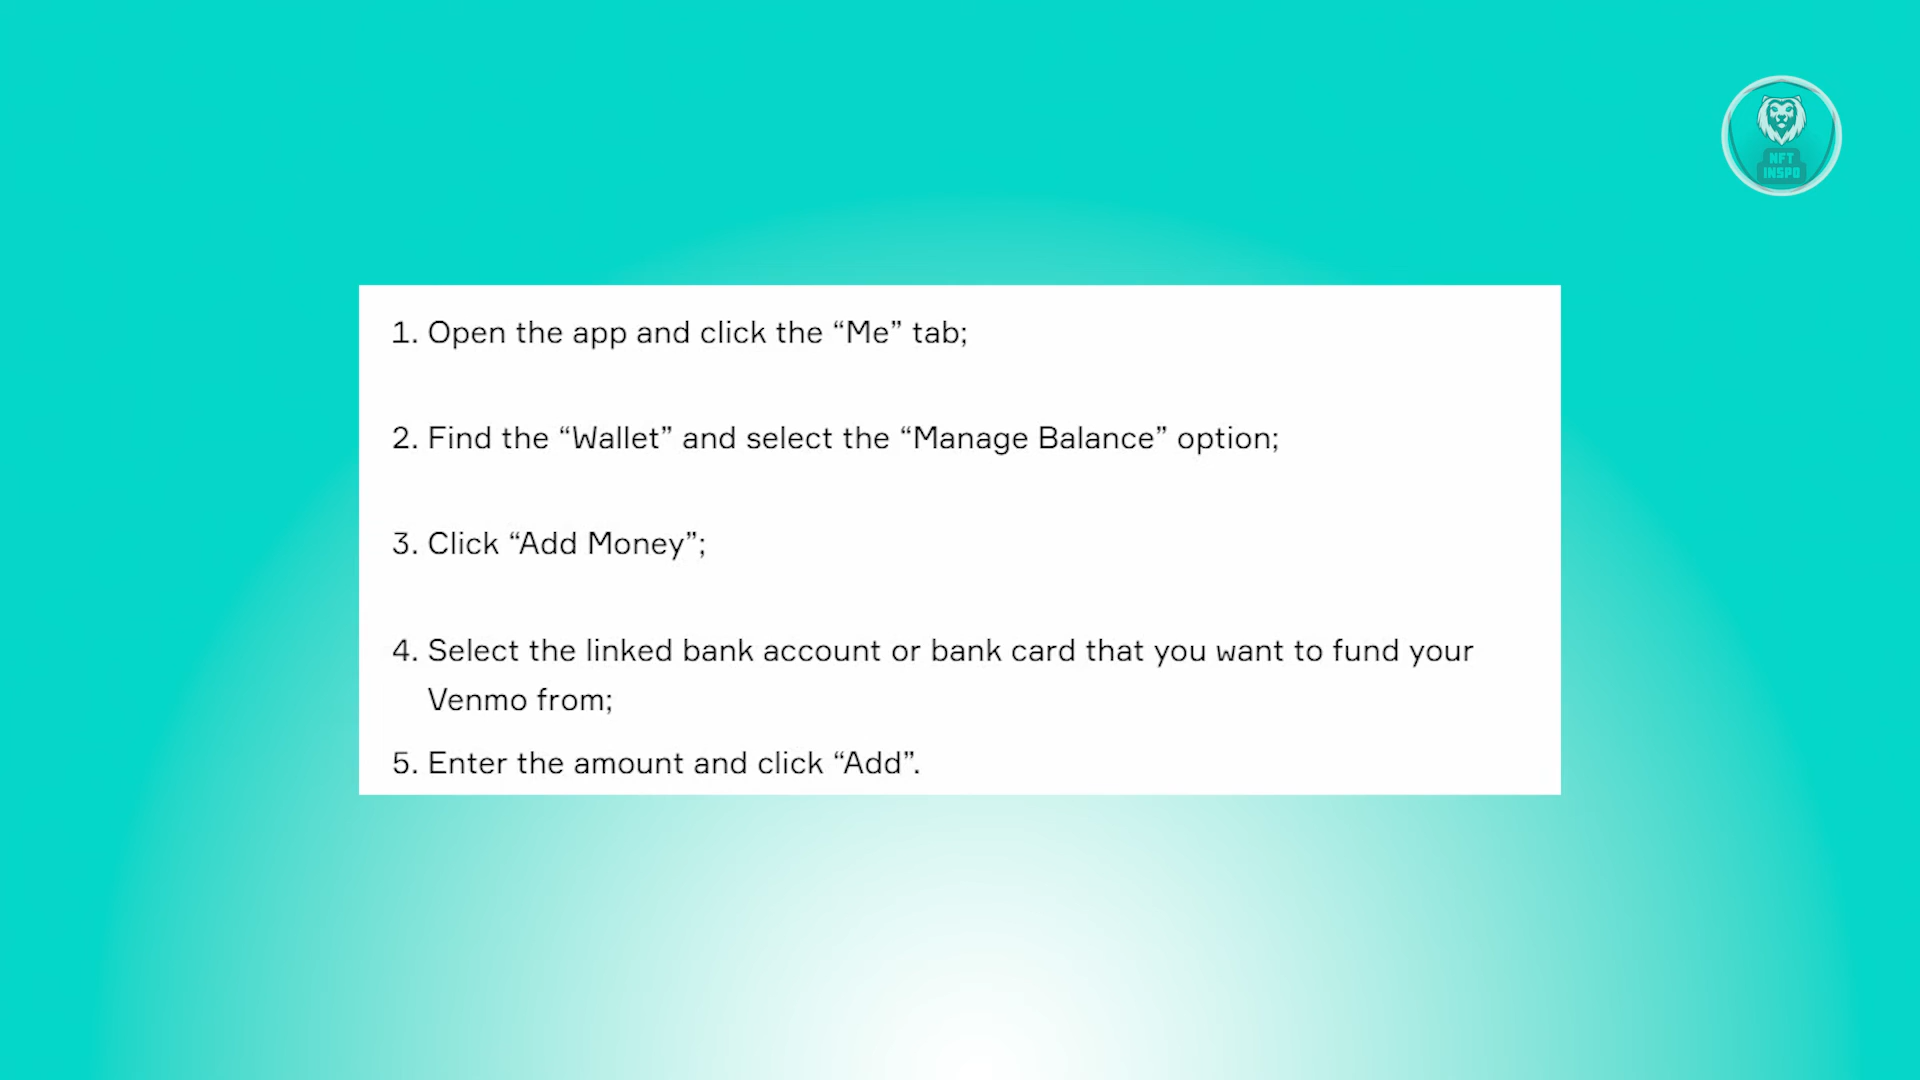 NFT
INSPO
1. Open the app and click the “Me” tab;
2. Find the “Wallet” and select the “Manage Balance” option;
3. Click “Add Money”;
4. Select the linked bank account or bank card that you want to fund your
Venmo from;
5. Enter the amount and click “Add”.